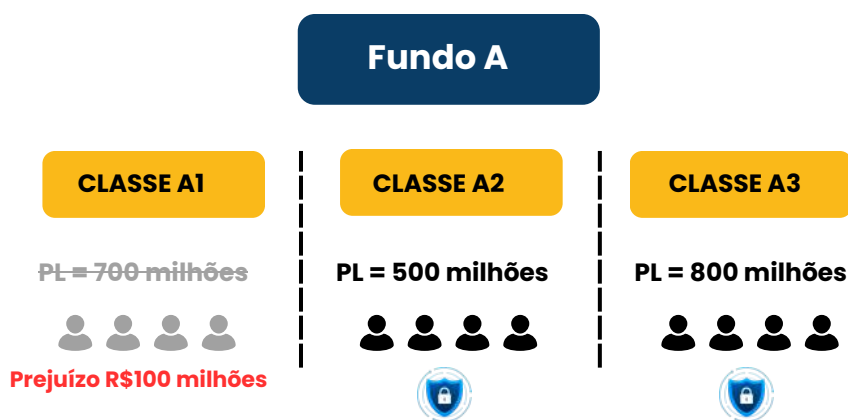 Fundo A
CLASSE A1
CLASSE A2
CLASSE A3
PL = 700 milhões
PL = 500 milhões
PL = 800 milhões
Prejuízo R$100 milhões